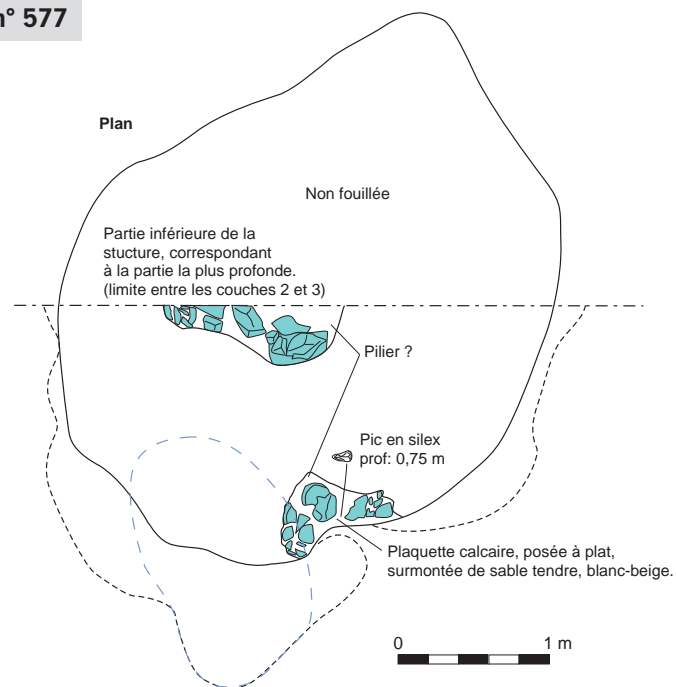 n° 577
Plan
Non fouillée
Partie inférieure de la
stucture, correspondant
à la partie la plus profonde.
(limite entre les couches 2 et 3)
Pilier ?
Pic en silex
prof: 0,75 m
Plaquette calcaire, posée à plat,
surmontée de sable tendre, blanc-beige.
0 1 m